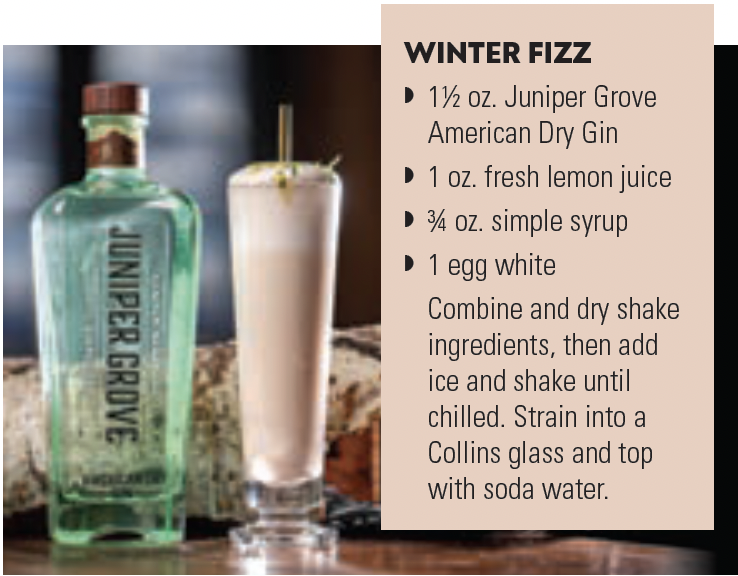 WINTER FIZZ
◗ 1½ oz. Juniper Grove
American Dry Gin
◗ 1 oz. fresh lemon juice
◗ ¾ oz. simple syrup
◗ 1 egg white
Combine and dry shake
ingredients, then add
ice and shake until
chilled. Strain into a
Collins glass and top
with soda water.
JUNIPER GROVE